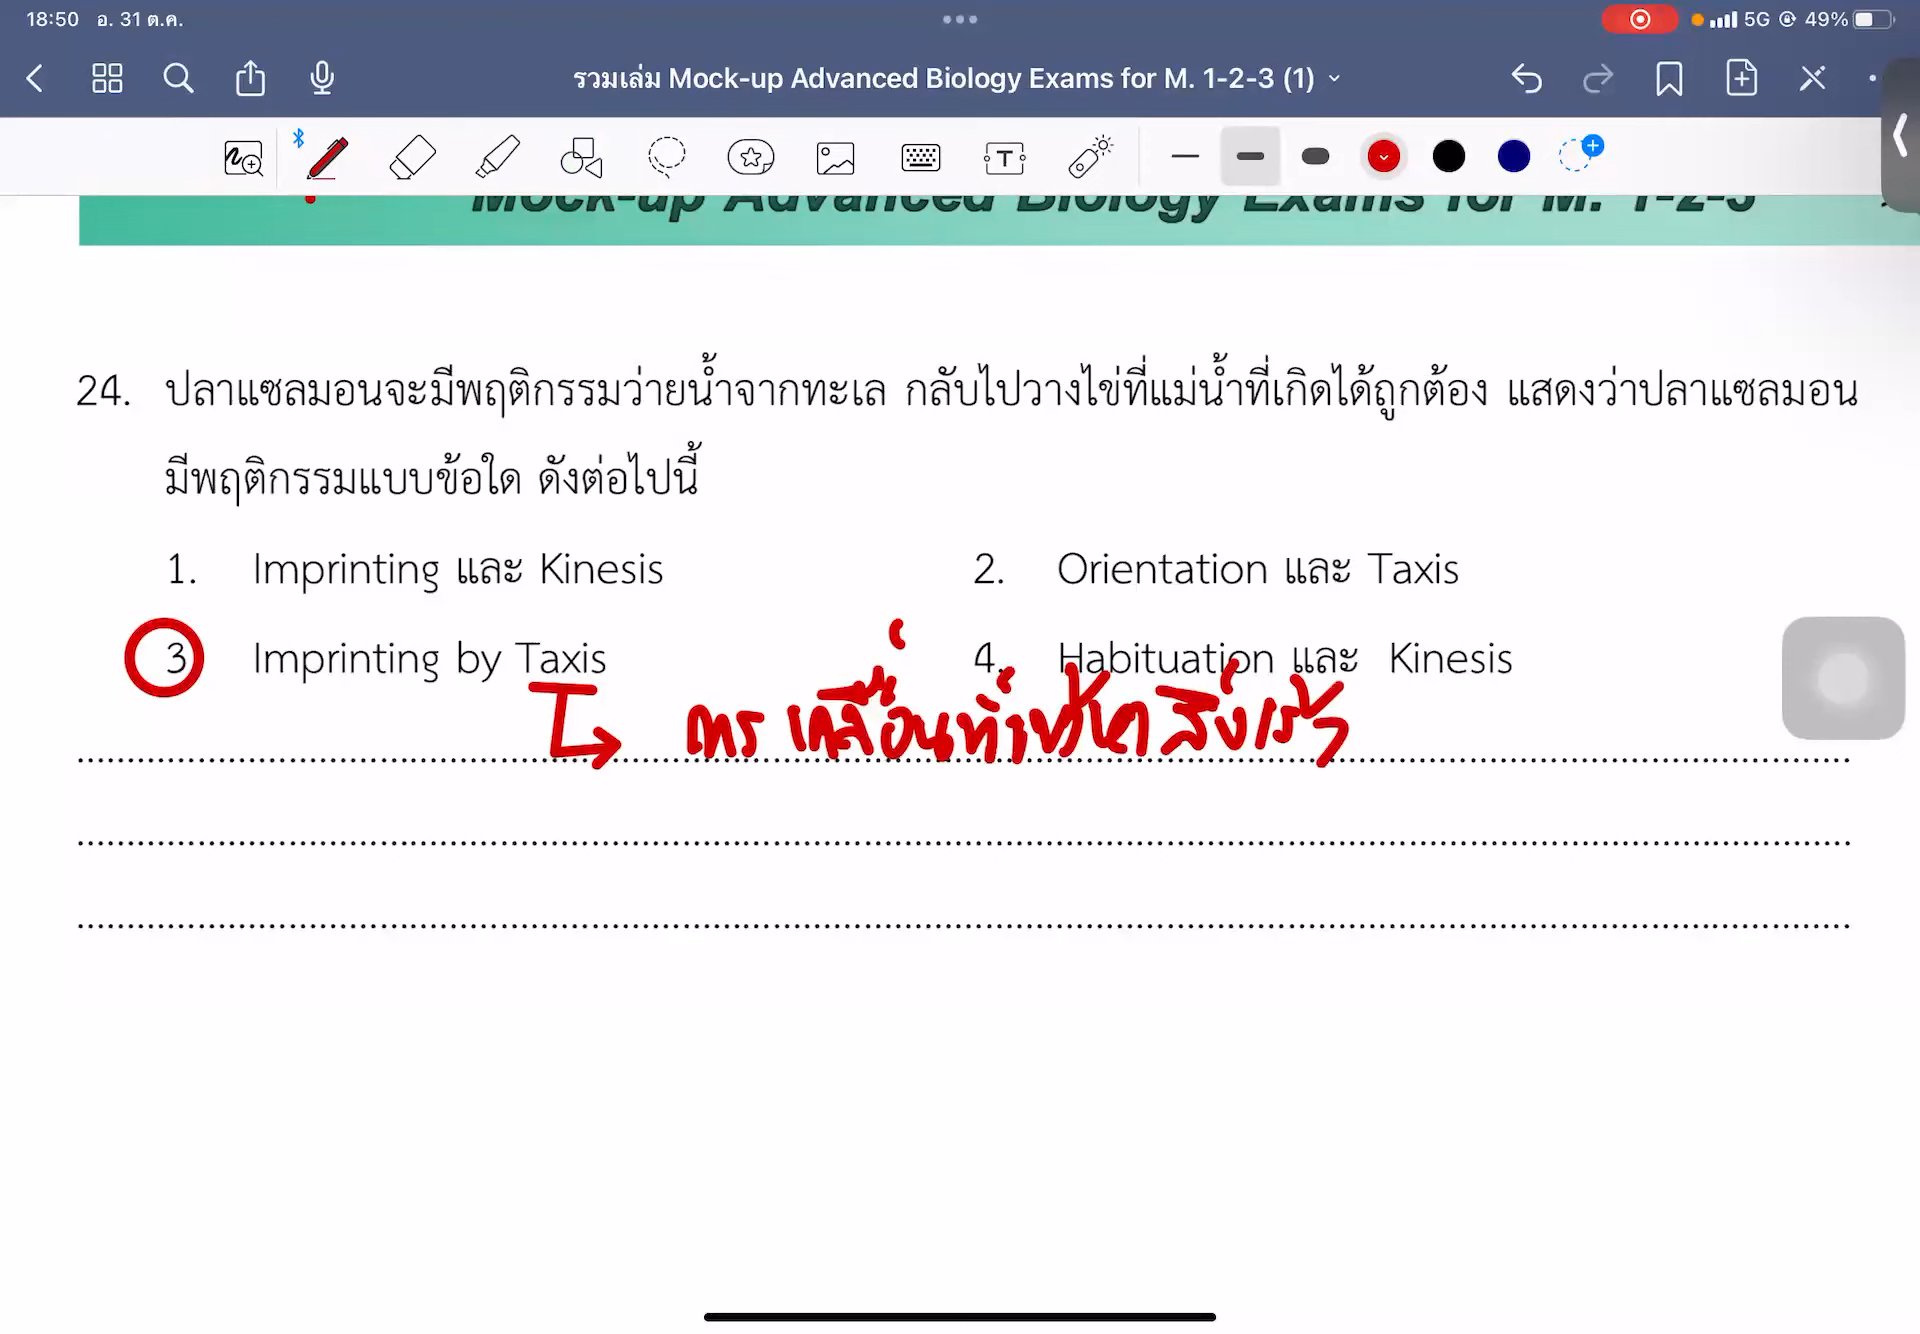 18:50 อ. 31 ต.ค. 5G 49%
รวมเล่ม Mock-up Advanced Biology Exams for M. 1-2-3 (1)
Mock-up Advanced Biology Exams for M. 1-2-3
24. ปลาแซลมอนจะมีพฤติกรรมว่ายน้ำจากทะเล กลับไปวางไข่ที่แม่น้ำที่เกิดได้ถูกต้อง แสดงว่าปลาแซลมอน
มีพฤติกรรมแบบข้อใด ดังต่อไปนี้
1. Imprinting และ Kinesis 2. Orientation และ Taxis
3 Imprinting by Taxis 4. Habituation และ Kinesis
การ เคลื่อนที่ เข้าหา สิ่งเร้า